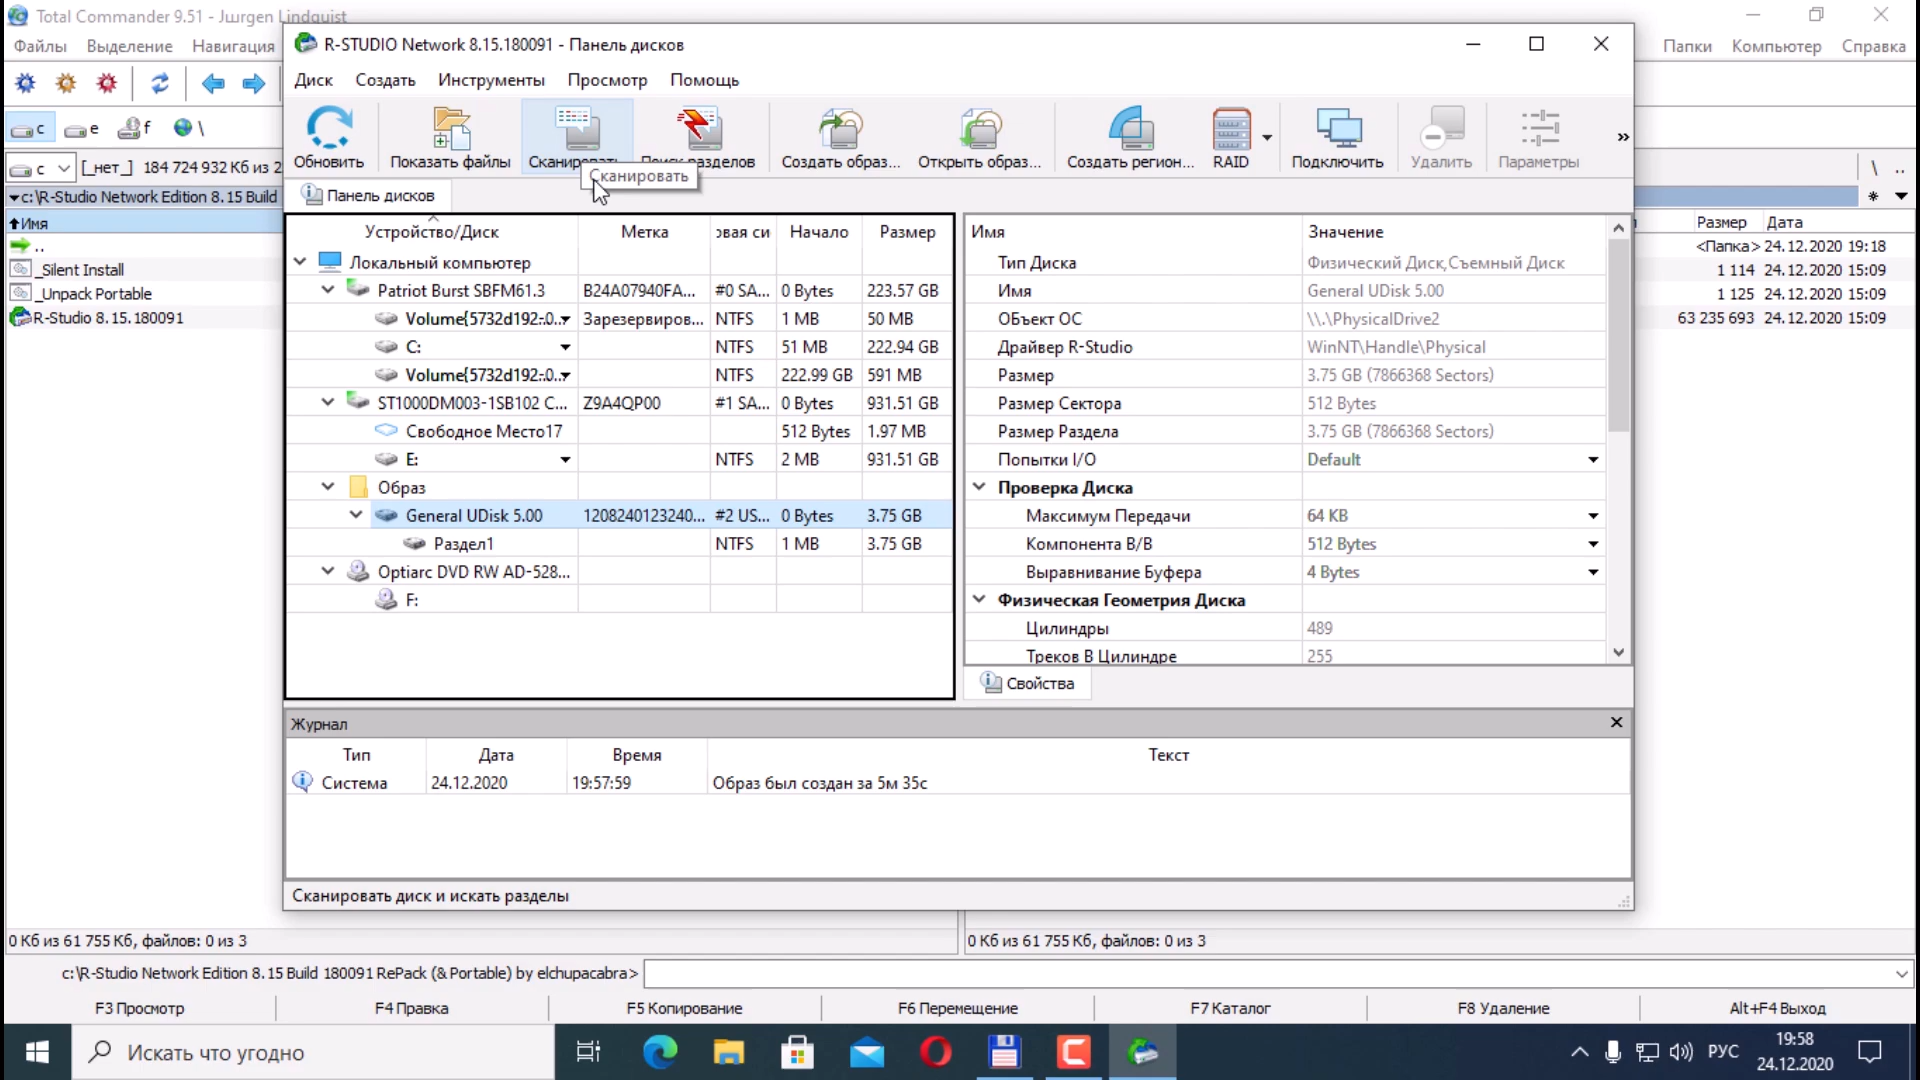 Total Commander 9.51 - Jurgen Lindquist
Файлы Выделение Навигация
Папки Компьютер Справка
c e f \
c [_нет_] 184 724 932 Кб из 2
\ ..
c:\R-Studio Network Edition 8.15 Build
* 
Имя
Размер Дата
..
<Папка> 24.12.2020 19:18
_Silent Install
1 114 24.12.2020 15:09
_Unpack Portable
1 125 24.12.2020 15:09
R-Studio 8.15.180091
63 235 693 24.12.2020 15:09
R-STUDIO Network 8.15.180091 - Панель дисков
Диск Создать Инструменты Просмотр Помощь
Обновить Показать файлы Сканировать Поиск разделов Создать образ... Открыть образ... Создать регион... RAID Подключить Удалить Параметры »
Сканировать
Панель дисков
Устройство/Диск Метка овая си Начало Размер
Локальный компьютер
Patriot Burst SBFM61.3 B24A07940FA... #0 SA... 0 Bytes 223.57 GB
Volume{5732d192-:0... Зарезервиров... NTFS 1 MB 50 MB
C: NTFS 51 MB 222.94 GB
Volume{5732d192-:0... NTFS 222.99 GB 591 MB
ST1000DM003-1SB102 C... Z9A4QP00 #1 SA... 0 Bytes 931.51 GB
Свободное Место17 512 Bytes 1.97 MB
E: NTFS 2 MB 931.51 GB
Образ
General UDisk 5.00 1208240123240... #2 US... 0 Bytes 3.75 GB
Раздел1 NTFS 1 MB 3.75 GB
Optiarc DVD RW AD-528...
F:
Имя Значение
Тип Диска Физический Диск,Съемный Диск
Имя General UDisk 5.00
Объект ОС \\.\PhysicalDrive2
Драйвер R-Studio WinNT\Handle\Physical
Размер 3.75 GB (7866368 Sectors)
Размер Сектора 512 Bytes
Размер Раздела 3.75 GB (7866368 Sectors)
Попытки I/O Default
Проверка Диска
Максимум Передачи 64 KB
Компонента В/В 512 Bytes
Выравнивание Буфера 4 Bytes
Физическая Геометрия Диска
Цилиндры 489
Треков В Цилиндре 255
Свойства
Журнал
Тип Дата Время Текст
Система 24.12.2020 19:57:59 Образ был создан за 5м 35с
Сканировать диск и искать разделы
0 Кб из 61 755 Кб, файлов: 0 из 3
0 Кб из 61 755 Кб, файлов: 0 из 3
c:\R-Studio Network Edition 8.15 Build 180091 RePack (& Portable) by elchupacabra>
F3 Просмотр F4 Правка F5 Копирование F6 Перемещение F7 Каталог F8 Удаление Alt+F4 Выход
Искать что угодно
РУС
19:58
24.12.2020